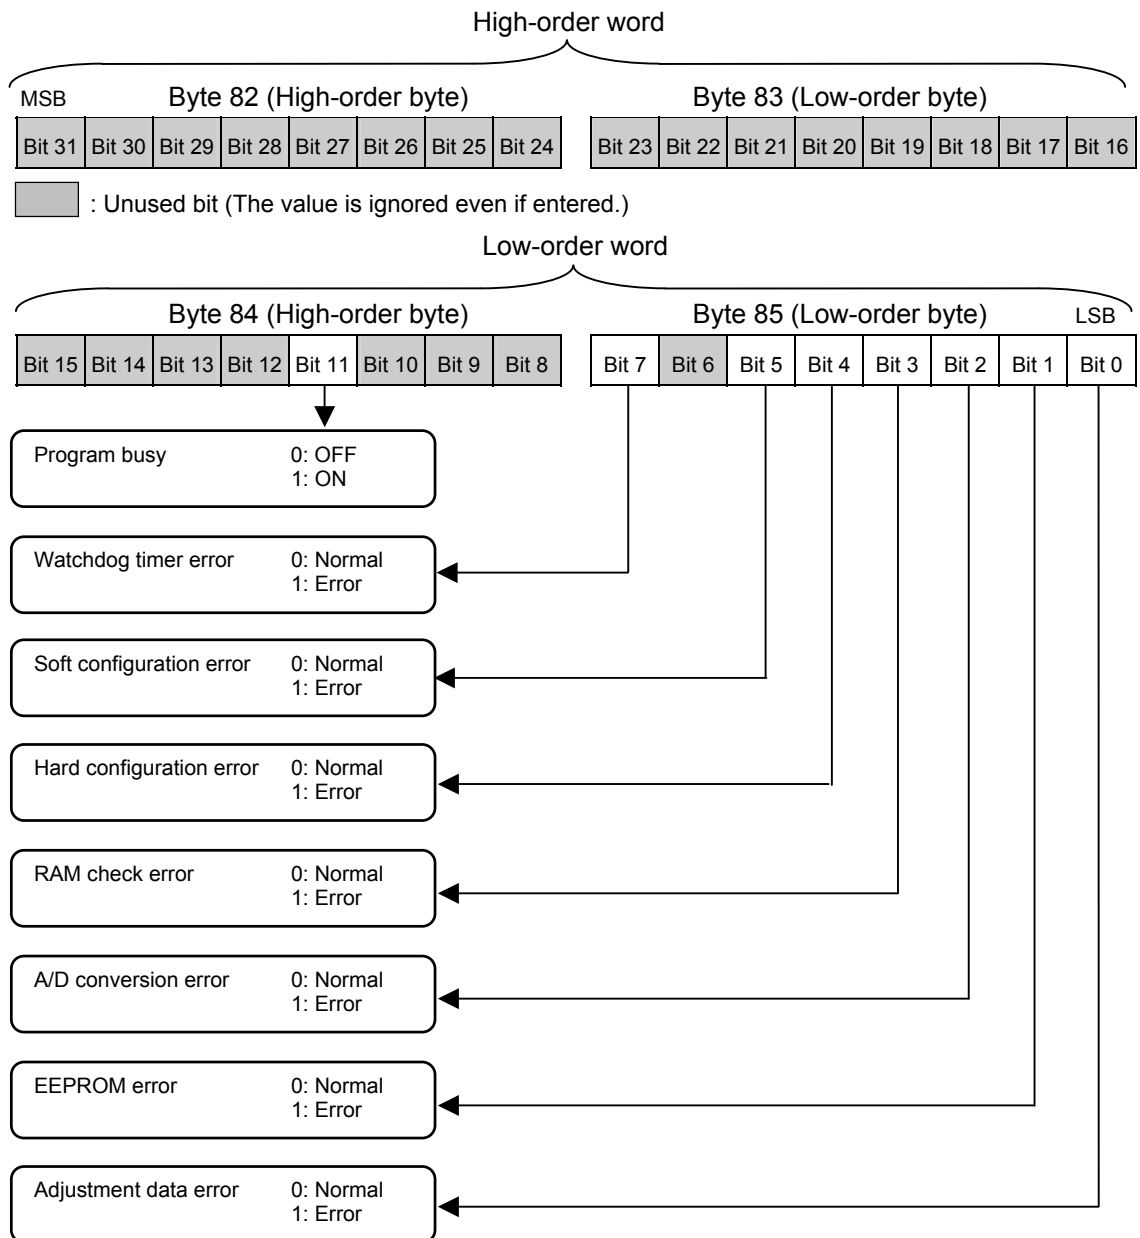 High-order word
MSB Byte 82 (High-order byte) Byte 83 (Low-order byte)
Bit 31 Bit 30 Bit 29 Bit 28 Bit 27 Bit 26 Bit 25 Bit 24 Bit 23 Bit 22 Bit 21 Bit 20 Bit 19 Bit 18 Bit 17 Bit 16
: Unused bit (The value is ignored even if entered.)
Low-order word
Byte 84 (High-order byte) Byte 85 (Low-order byte) LSB
Bit 15 Bit 14 Bit 13 Bit 12 Bit 11 Bit 10 Bit 9 Bit 8 Bit 7 Bit 6 Bit 5 Bit 4 Bit 3 Bit 2 Bit 1 Bit 0
Program busy 0: OFF
1: ON
Watchdog timer error 0: Normal
1: Error
Soft configuration error 0: Normal
1: Error
Hard configuration error 0: Normal
1: Error
RAM check error 0: Normal
1: Error
A/D conversion error 0: Normal
1: Error
EEPROM error 0: Normal
1: Error
Adjustment data error 0: Normal
1: Error